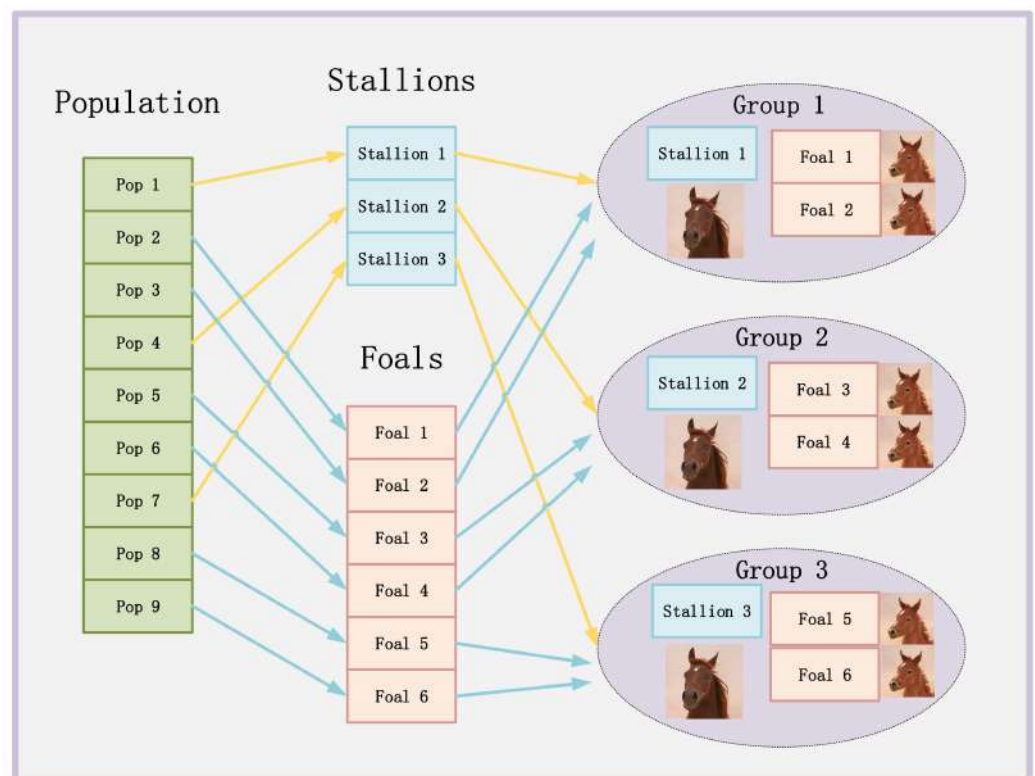 Population
Pop 1
Pop 2
Pop 3
Pop 4
Pop 5
Pop 6
Pop 7
Pop 8
Pop 9
Stallions
Stallion 1
Stallion 2
Stallion 3
Foals
Foal 1
Foal 2
Foal 3
Foal 4
Foal 5
Foal 6
Group 1
Stallion 1
Foal 1
Foal 2
Group 2
Stallion 2
Foal 3
Foal 4
Group 3
Stallion 3
Foal 5
Foal 6